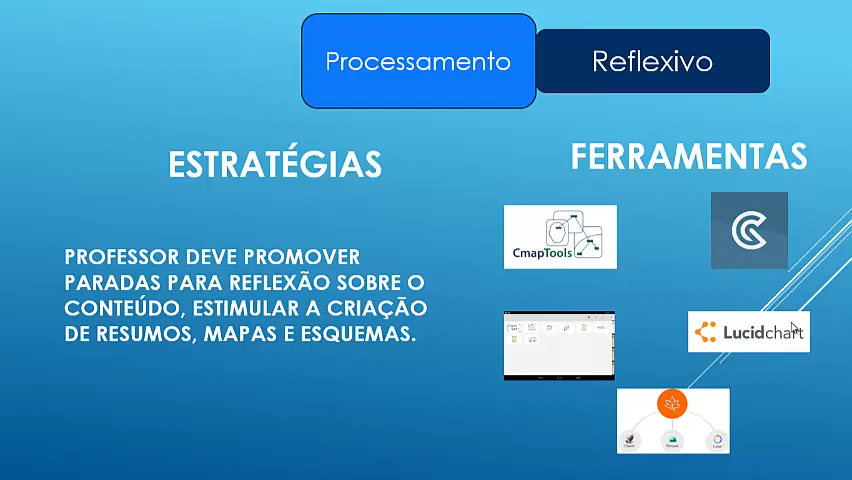 Processamento
Reflexivo
ESTRATÉGIAS
FERRAMENTAS
PROFESSOR DEVE PROMOVER
PARADAS PARA REFLEXÃO SOBRE O
CONTEÚDO, ESTIMULAR A CRIAÇÃO
DE RESUMOS, MAPAS E ESQUEMAS.
CmapTools
Lucidchart